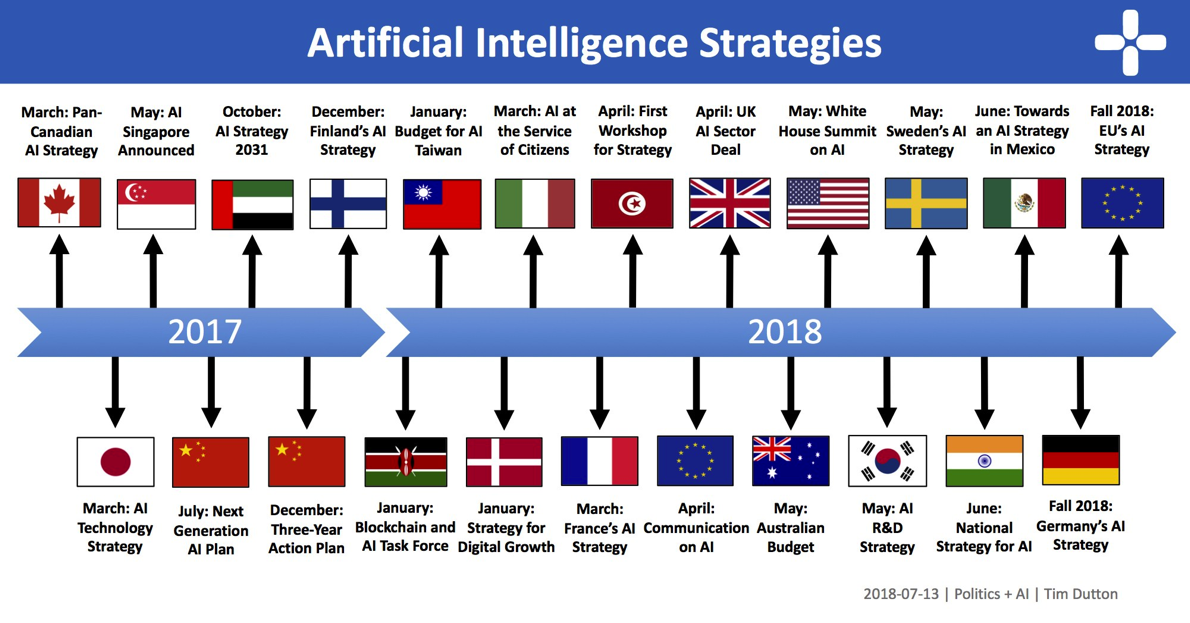 Artificial Intelligence Strategies
March: Pan-
Canadian
AI Strategy
May: AI
Singapore
Announced
October:
AI Strategy
2031
December:
Finland's AI
Strategy
January:
Budget for AI
Taiwan
March: AI at
the Service
of Citizens
April: First
Workshop
for Strategy
April: UK
AI Sector
Deal
May: White
House Summit
on AI
May:
Sweden's AI
Strategy
June: Towards
an AI Strategy
in Mexico
Fall 2018:
EU's AI
Strategy
2017
2018
March: AI
Technology
Strategy
July: Next
Generation
AI Plan
December:
Three-Year
Action Plan
January:
Blockchain and
AI Task Force
January:
Strategy for
Digital Growth
March:
France's AI
Strategy
April:
Communication
on AI
May:
Australian
Budget
May: AI
R&D
Strategy
June:
National
Strategy for AI
Fall 2018:
Germany's AI
Strategy
2018-07-13 | Politics + AI | Tim Dutton